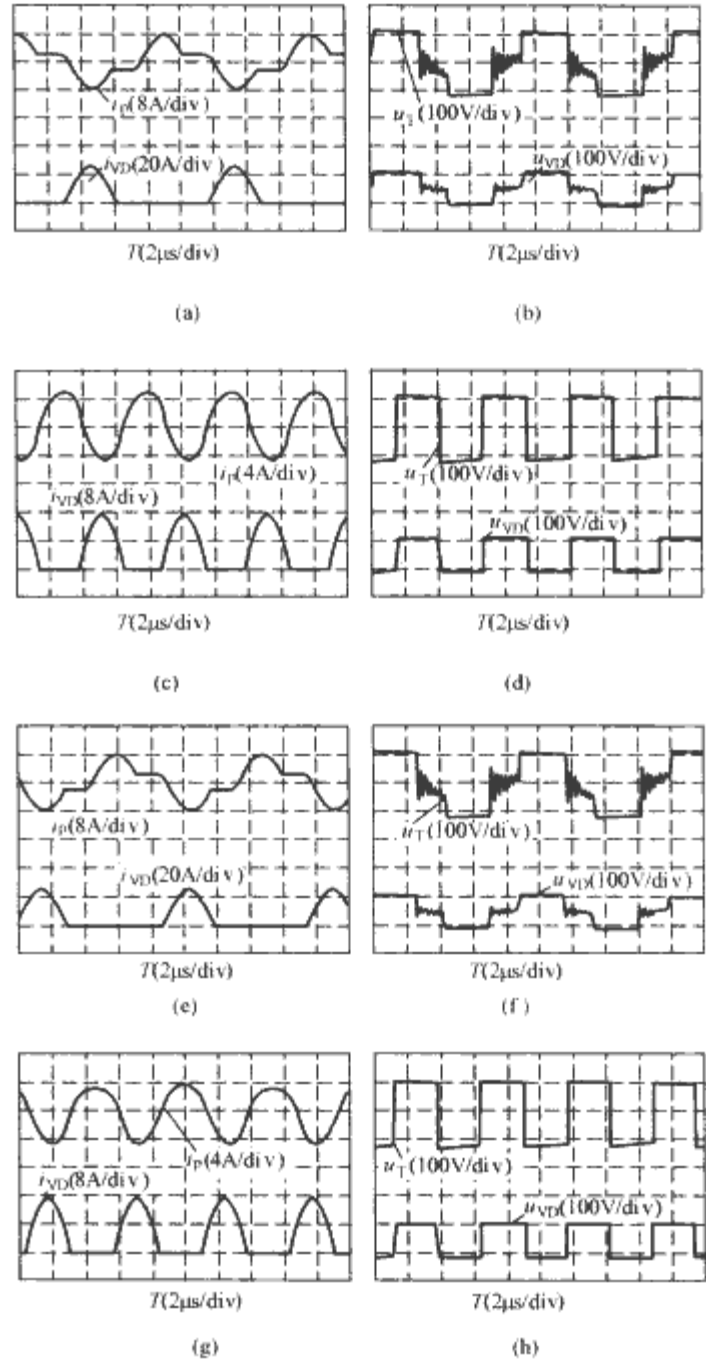 iP(8A/div)
iVD(20A/div)
T(2μs/div)
(a)
uT(100V/div)
uVD(100V/div)
T(2μs/div)
(b)
iP(4A/div)
iVD(8A/div)
T(2μs/div)
(c)
uT(100V/div)
uVD(100V/div)
T(2μs/div)
(d)
iP(8A/div)
iVD(20A/div)
T(2μs/div)
(e)
uT(100V/div)
uVD(100V/div)
T(2μs/div)
(f)
iP(4A/div)
iVD(8A/div)
T(2μs/div)
(g)
uT(100V/div)
uVD(100V/div)
T(2μs/div)
(h)